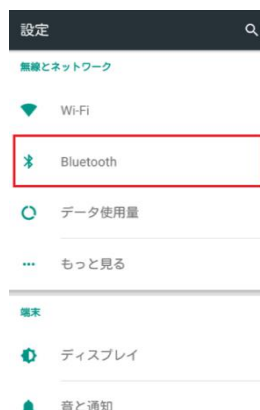 設定
無線とネットワーク
Wi-Fi
Bluetooth
データ使用量
もっと見る
端末
ディスプレイ
音と通知